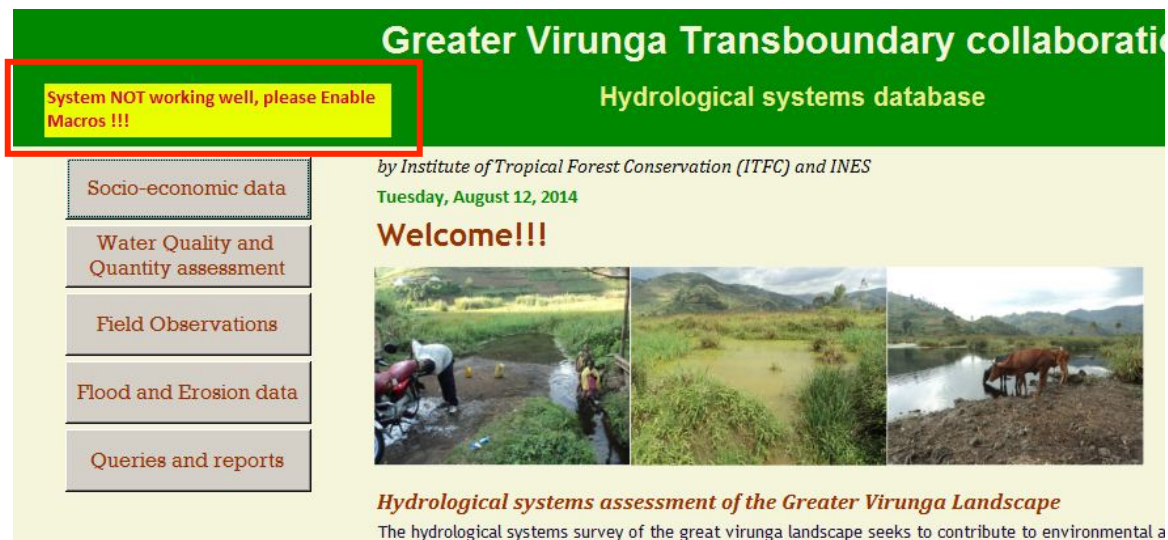 Greater Virunga Transboundary collaborati
System NOT working well, please Enable
Macros !!!
Hydrological systems database
Socio-economic data
Water Quality and
Quantity assessment
Field Observations
Flood and Erosion data
Queries and reports
by Institute of Tropical Forest Conservation (ITFC) and INES
Tuesday, August 12, 2014
Welcome!!!
Hydrological systems assessment of the Greater Virunga Landscape
The hydrological systems survey of the great virunga landscape seeks to contribute to environmental a